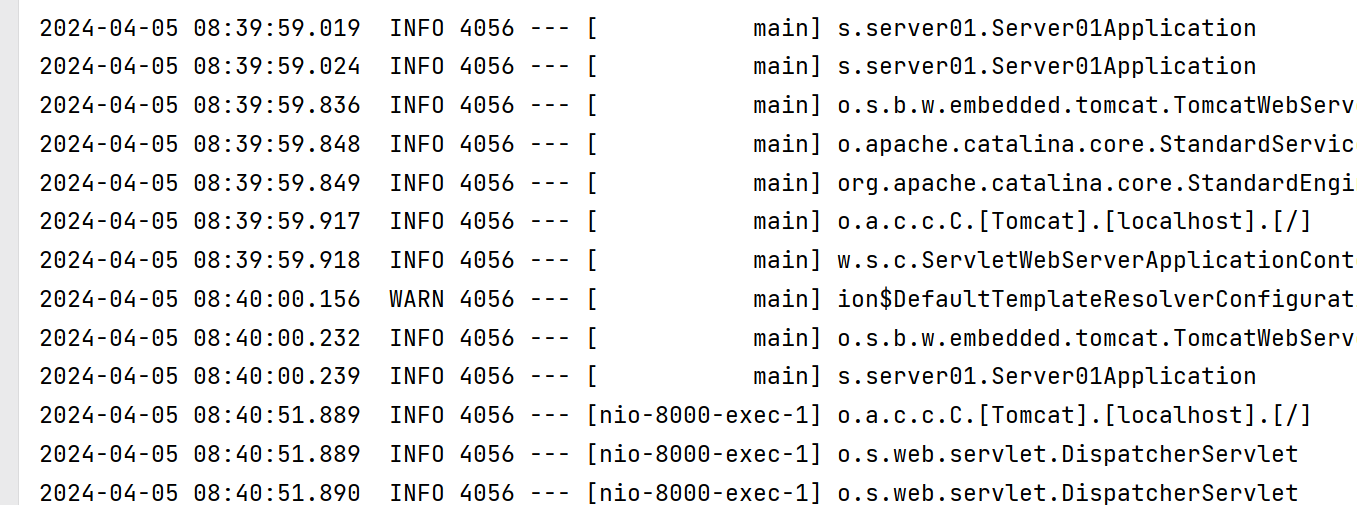 2024-04-05 08:39:59.019  INFO 4056 --- [           main] s.server01.Server01Application
2024-04-05 08:39:59.024  INFO 4056 --- [           main] s.server01.Server01Application
2024-04-05 08:39:59.836  INFO 4056 --- [           main] o.s.b.w.embedded.tomcat.TomcatWebServ
2024-04-05 08:39:59.848  INFO 4056 --- [           main] o.apache.catalina.core.StandardServic
2024-04-05 08:39:59.849  INFO 4056 --- [           main] org.apache.catalina.core.StandardEngi
2024-04-05 08:39:59.917  INFO 4056 --- [           main] o.a.c.c.C.[Tomcat].[localhost].[/]
2024-04-05 08:39:59.918  INFO 4056 --- [           main] w.s.c.ServletWebServerApplicationCont
2024-04-05 08:40:00.156  WARN 4056 --- [           main] ion$DefaultTemplateResolverConfigurat
2024-04-05 08:40:00.232  INFO 4056 --- [           main] o.s.b.w.embedded.tomcat.TomcatWebServ
2024-04-05 08:40:00.239  INFO 4056 --- [           main] s.server01.Server01Application
2024-04-05 08:40:51.889  INFO 4056 --- [nio-8000-exec-1] o.a.c.c.C.[Tomcat].[localhost].[/]
2024-04-05 08:40:51.889  INFO 4056 --- [nio-8000-exec-1] o.s.web.servlet.DispatcherServlet
2024-04-05 08:40:51.890  INFO 4056 --- [nio-8000-exec-1] o.s.web.servlet.DispatcherServlet